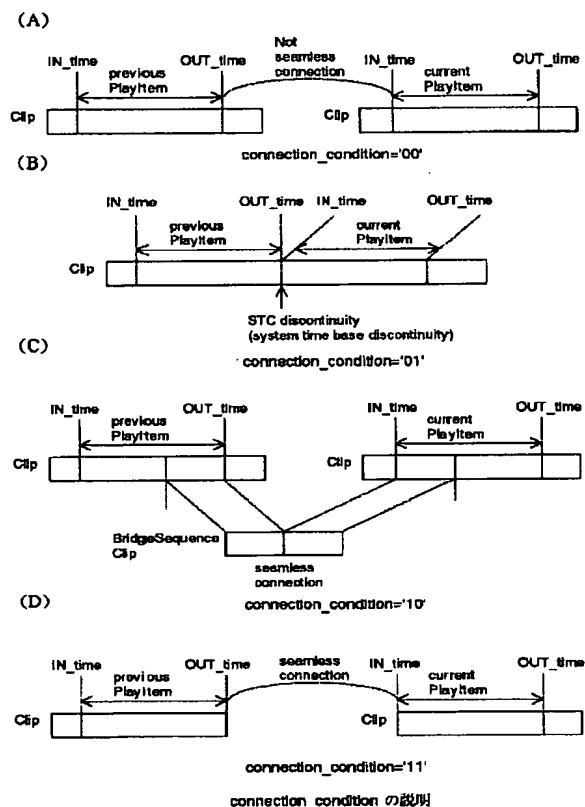 (A)
Not
seamless
connection
IN_time
previous
PlayItem
OUT_time
IN_time
current
PlayItem
OUT_time
Clip
Clip
connection_condition='00'
(B)
IN_time
previous
PlayItem
OUT_time
IN_time
current
PlayItem
OUT_time
Clip
STC discontinuity
(system time base discontinuity)
connection_condition='01'
(C)
IN_time
previous
PlayItem
OUT_time
IN_time
current
PlayItem
OUT_time
Clip
Clip
BridgeSequence
Clip
seamless
connection
connection_condition='10'
(D)
IN_time
previous
PlayItem
OUT_time
seamless
connection
IN_time
current
PlayItem
OUT_time
Clip
Clip
connection_condition='11'
connection_condition の説明